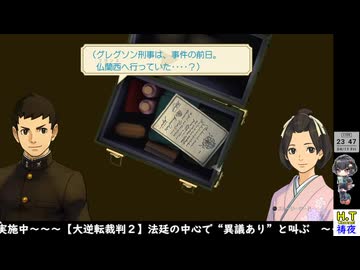 （グレグソン刑事は、事件の前日。
仏蘭西へ行っていた‥‥？）
23 47
H.T
祷夜
実施中～～～【大逆転裁判２】法廷の中心で“異議あり”と叫ぶ　～